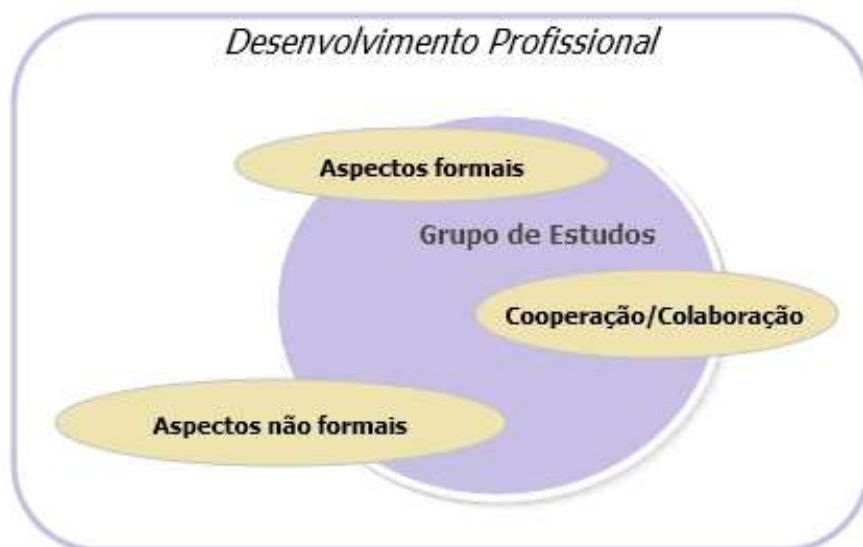 Desenvolvimento Profissional
Aspectos formais
Grupo de Estudos
Cooperação/Colaboração
Aspectos não formais